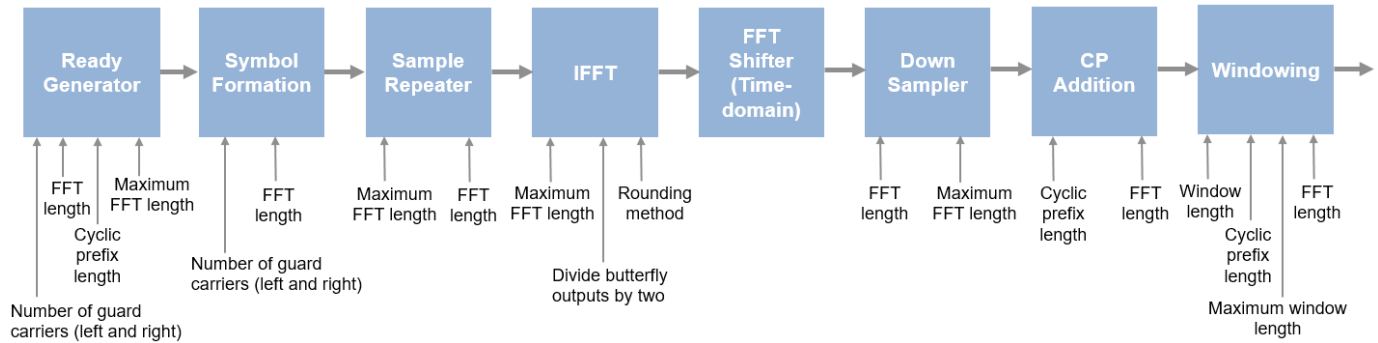 Ready
Generator
Symbol
Formation
Sample
Repeater
IFFT
FFT
Shifter
(Time-
domain)
Down
Sampler
CP
Addition
Windowing
FFT
length
Maximum
FFT length
Cyclic
prefix
length
Number of guard
carriers (left and right)
FFT
length
Number of guard
carriers (left and right)
Maximum
FFT length
FFT
length
Maximum
FFT length
Rounding
method
Divide butterfly
outputs by two
FFT
length
Maximum
FFT length
Cyclic
prefix
length
FFT
length
Window
length
FFT
length
Cyclic
prefix
length
Maximum window
length